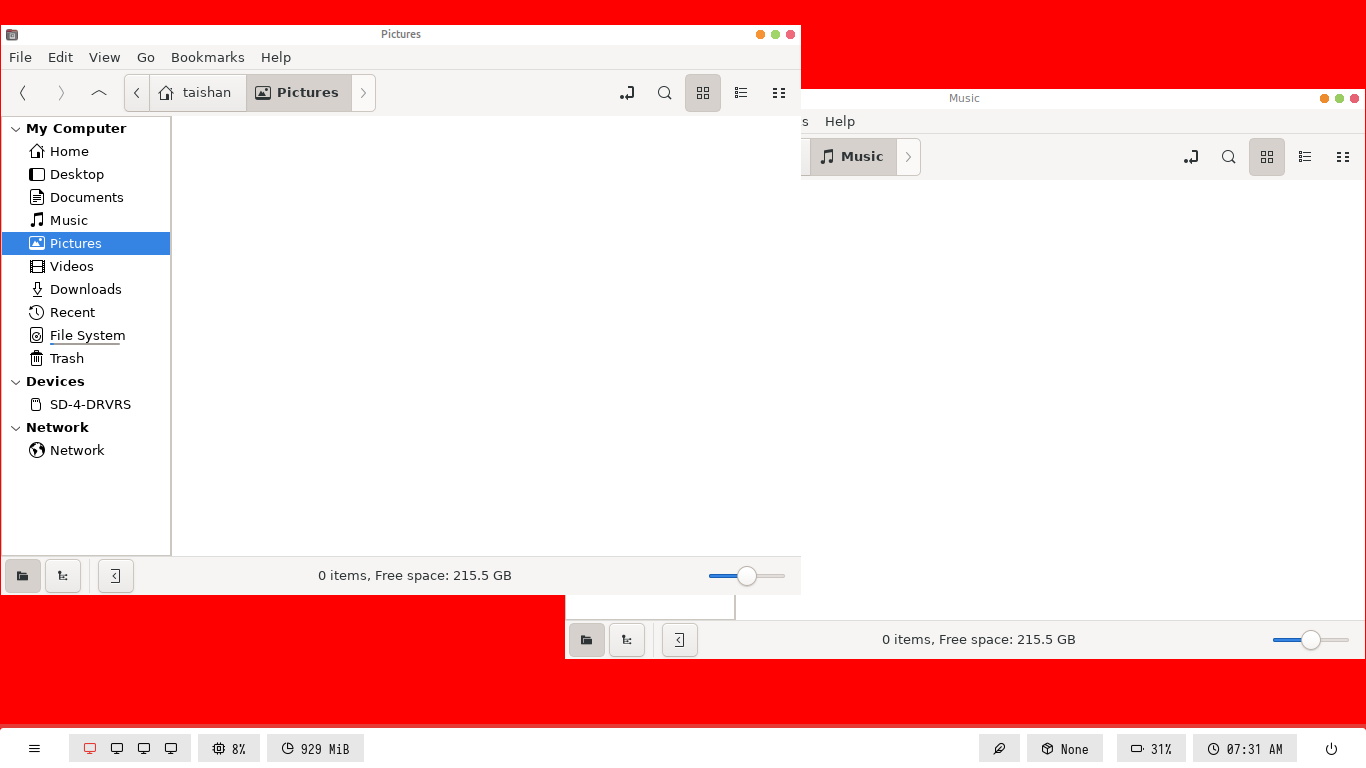 Pictures
File Edit View Go Bookmarks Help
taishan Pictures
My Computer
Home
Desktop
Documents
Music
Pictures
Videos
Downloads
Recent
File System
Trash
Devices
SD-4-DRVRS
Network
Network
0 items, Free space: 215.5 GB
Music
s Help
Music
0 items, Free space: 215.5 GB
8% 929 MiB None 31% 07:31 AM